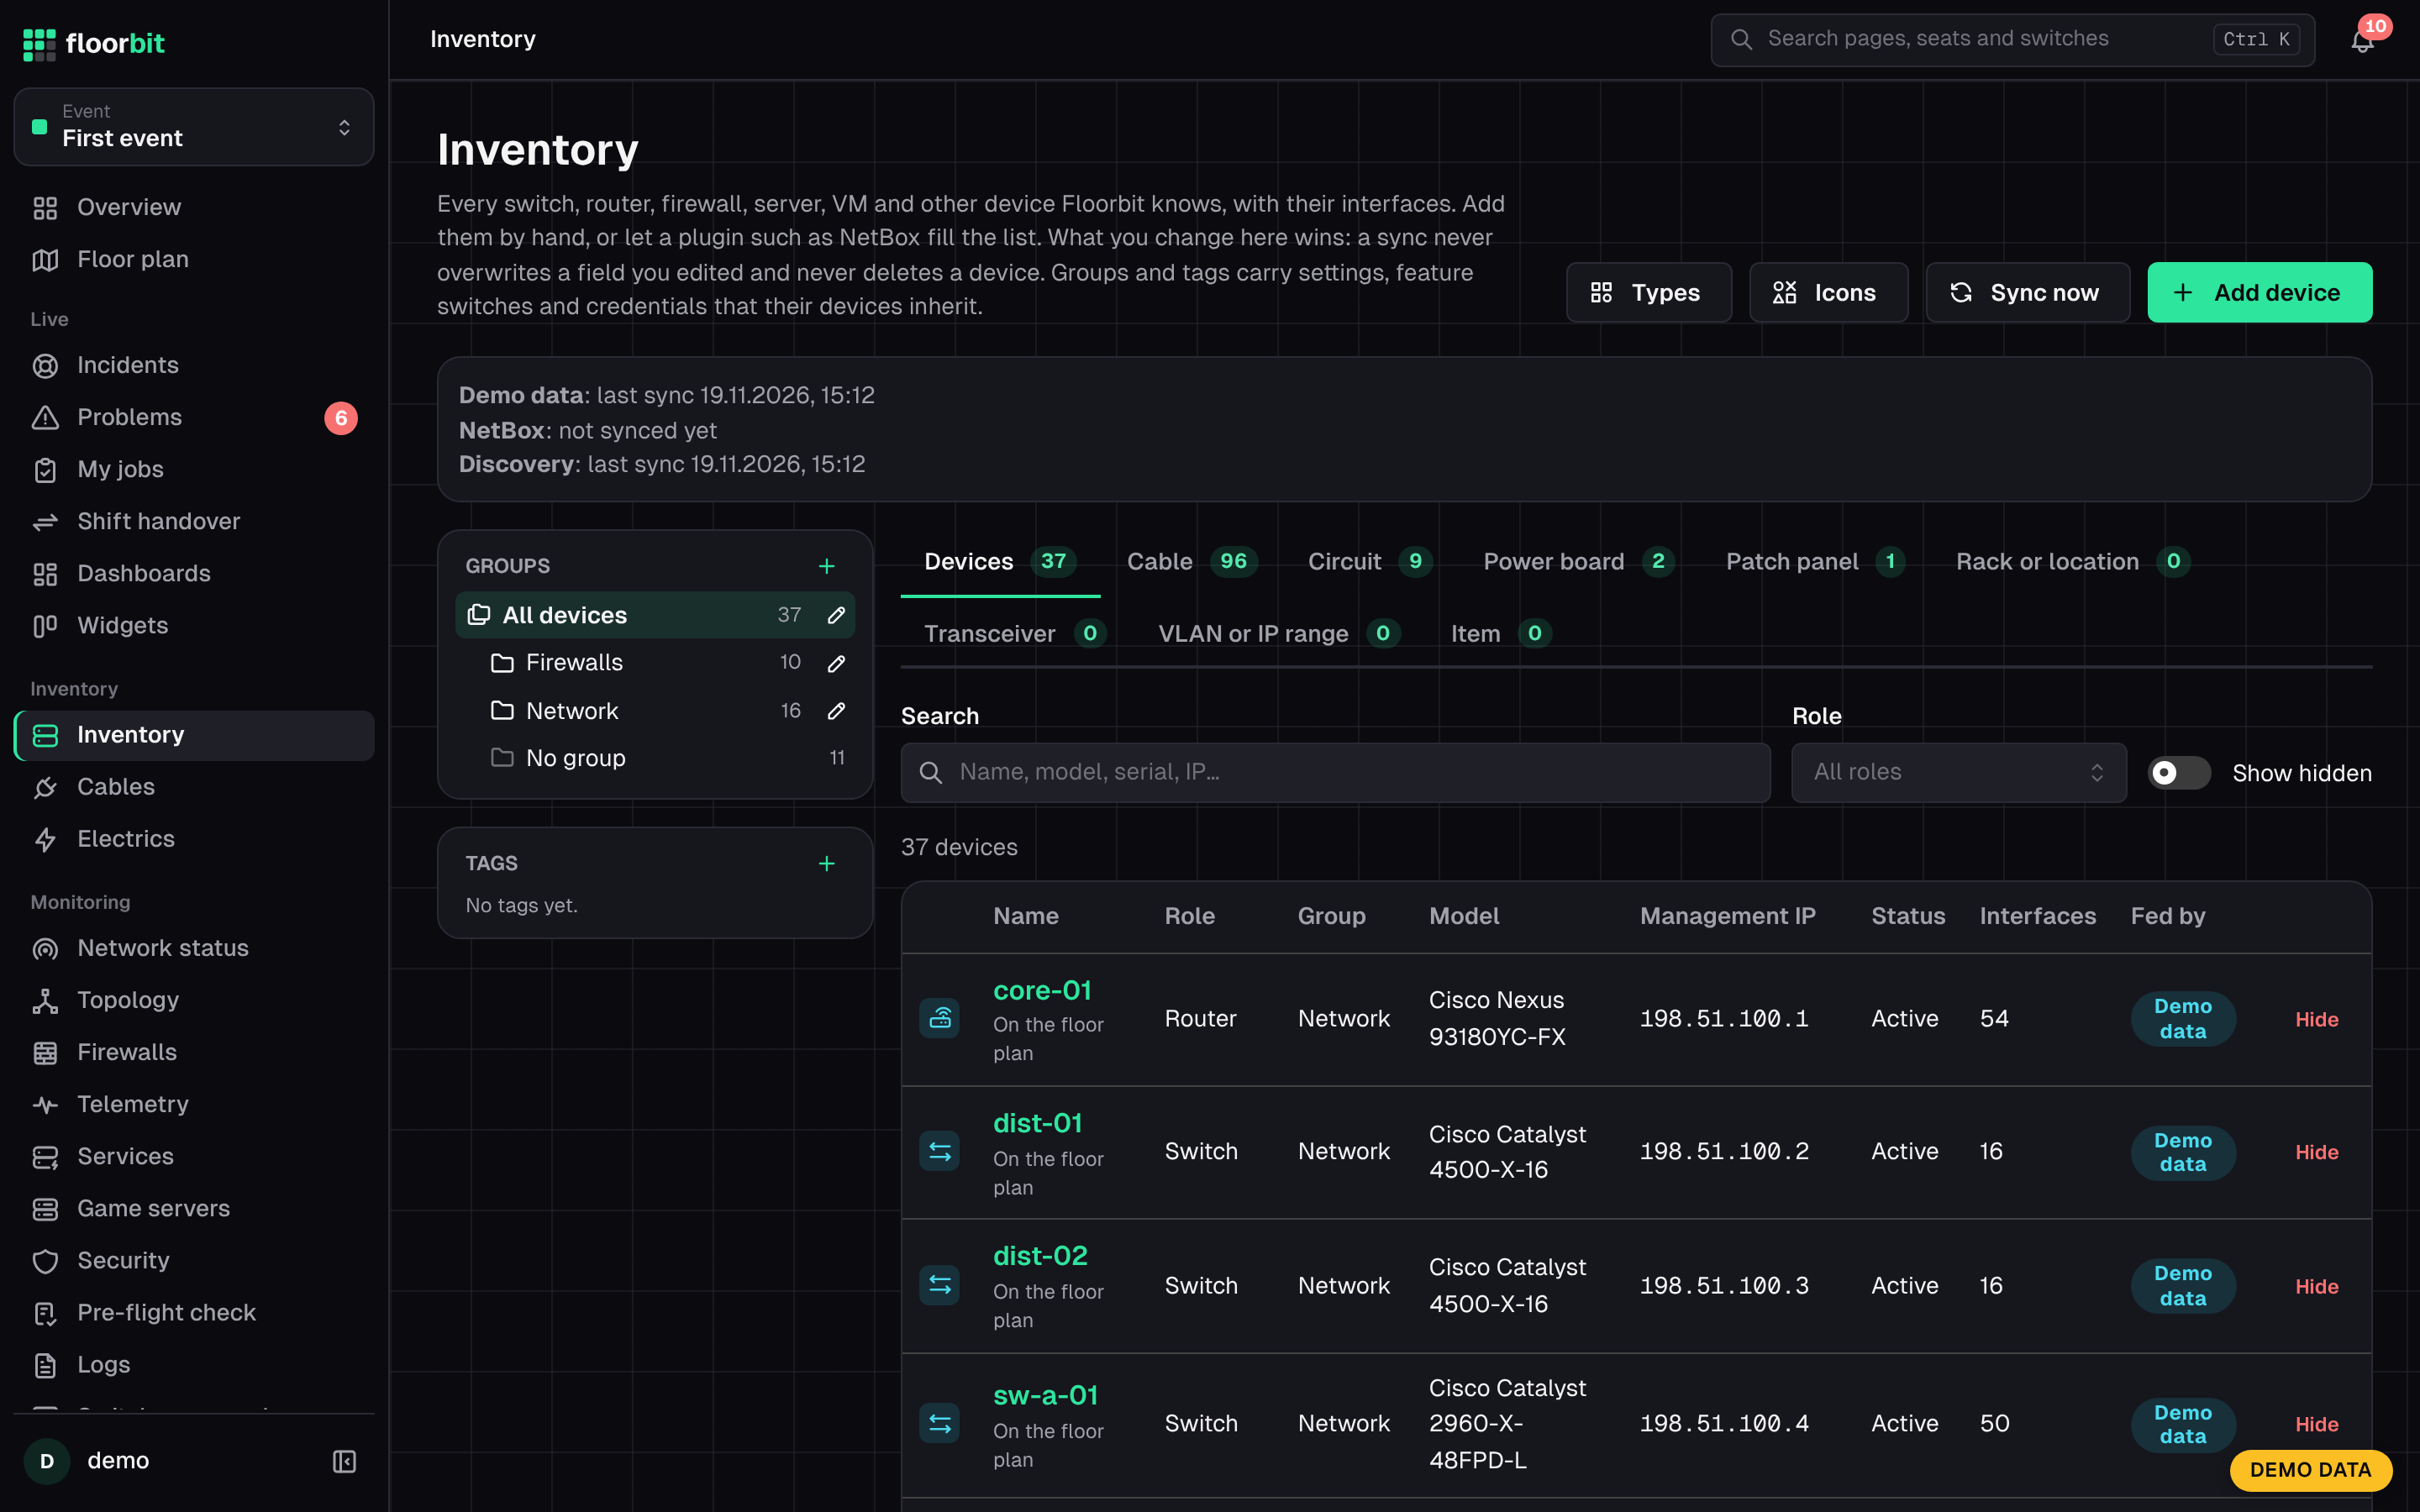 floorbit
Event
First event
Overview
Floor plan
Live
Incidents
Problems
6
My jobs
Shift handover
Dashboards
Widgets
Inventory
Inventory
Cables
Electrics
Monitoring
Network status
Topology
Firewalls
Telemetry
Services
Game servers
Security
Pre-flight check
Logs
D demo
Inventory
Search pages, seats and switches Ctrl K
10
Inventory
Every switch, router, firewall, server, VM and other device Floorbit knows, with their interfaces. Add
them by hand, or let a plugin such as NetBox fill the list. What you change here wins: a sync never
overwrites a field you edited and never deletes a device. Groups and tags carry settings, feature
switches and credentials that their devices inherit.
Types Icons Sync now Add device
Demo data: last sync 19.11.2026, 15:12
NetBox: not synced yet
Discovery: last sync 19.11.2026, 15:12
GROUPS
All devices 37
Firewalls 10
Network 16
No group 11
TAGS
No tags yet.
Devices 37 Cable 96 Circuit 9 Power board 2 Patch panel 1 Rack or location 0
Transceiver 0 VLAN or IP range 0 Item 0
Search Role
Name, model, serial, IP… All roles Show hidden
37 devices
Name Role Group Model Management IP Status Interfaces Fed by
core-01
On the floor
plan
Router Network
Cisco Nexus
93180YC-FX
198.51.100.1 Active 54
Demo
data
Hide
dist-01
On the floor
plan
Switch Network
Cisco Catalyst
4500-X-16
198.51.100.2 Active 16
Demo
data
Hide
dist-02
On the floor
plan
Switch Network
Cisco Catalyst
4500-X-16
198.51.100.3 Active 16
Demo
data
Hide
sw-a-01
On the floor
plan
Switch Network
Cisco Catalyst
2960-X-
48FPD-L
198.51.100.4 Active 50
Demo
data
Hide
DEMO DATA